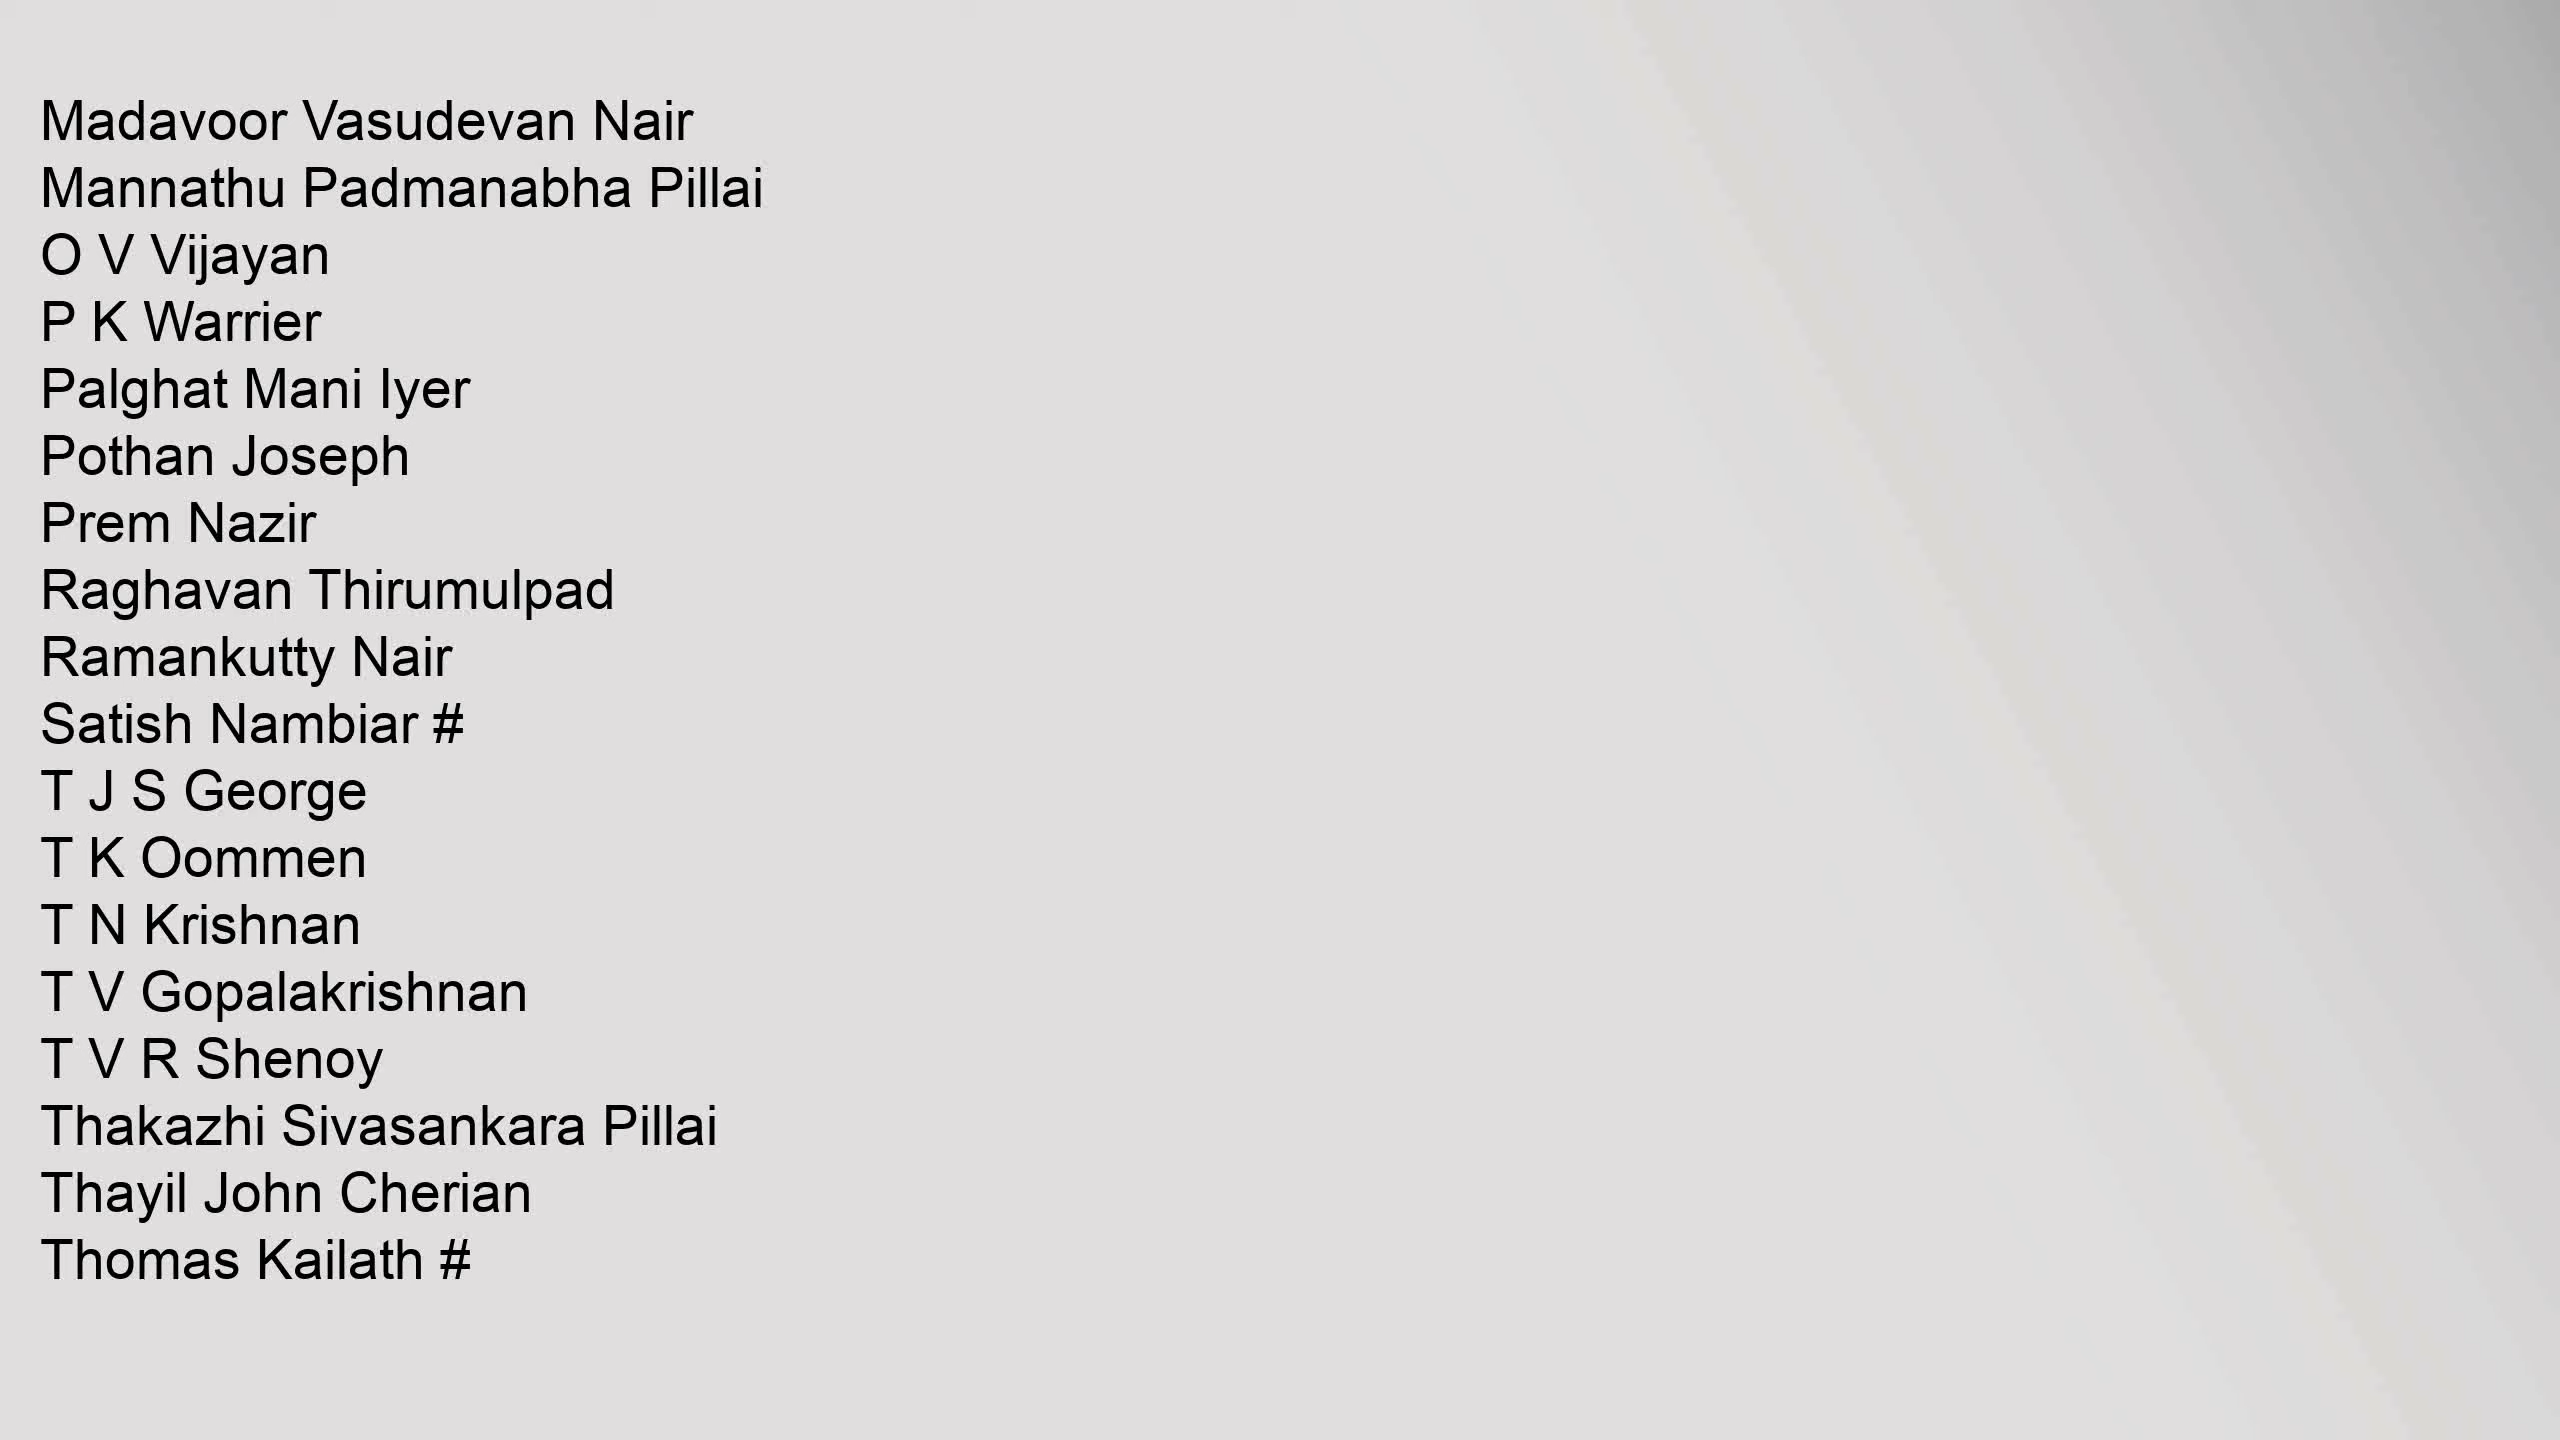 Madavoor Vasudevan Nair
Mannathu Padmanabha Pillai
O V Vijayan
P K Warrier
Palghat Mani Iyer
Pothan Joseph
Prem Nazir
Raghavan Thirumulpad
Ramankutty Nair
Satish Nambiar #
T J S George
T K Oommen
T N Krishnan
T V Gopalakrishnan
T V R Shenoy
Thakazhi Sivasankara Pillai
Thayil John Cherian
Thomas Kailath #